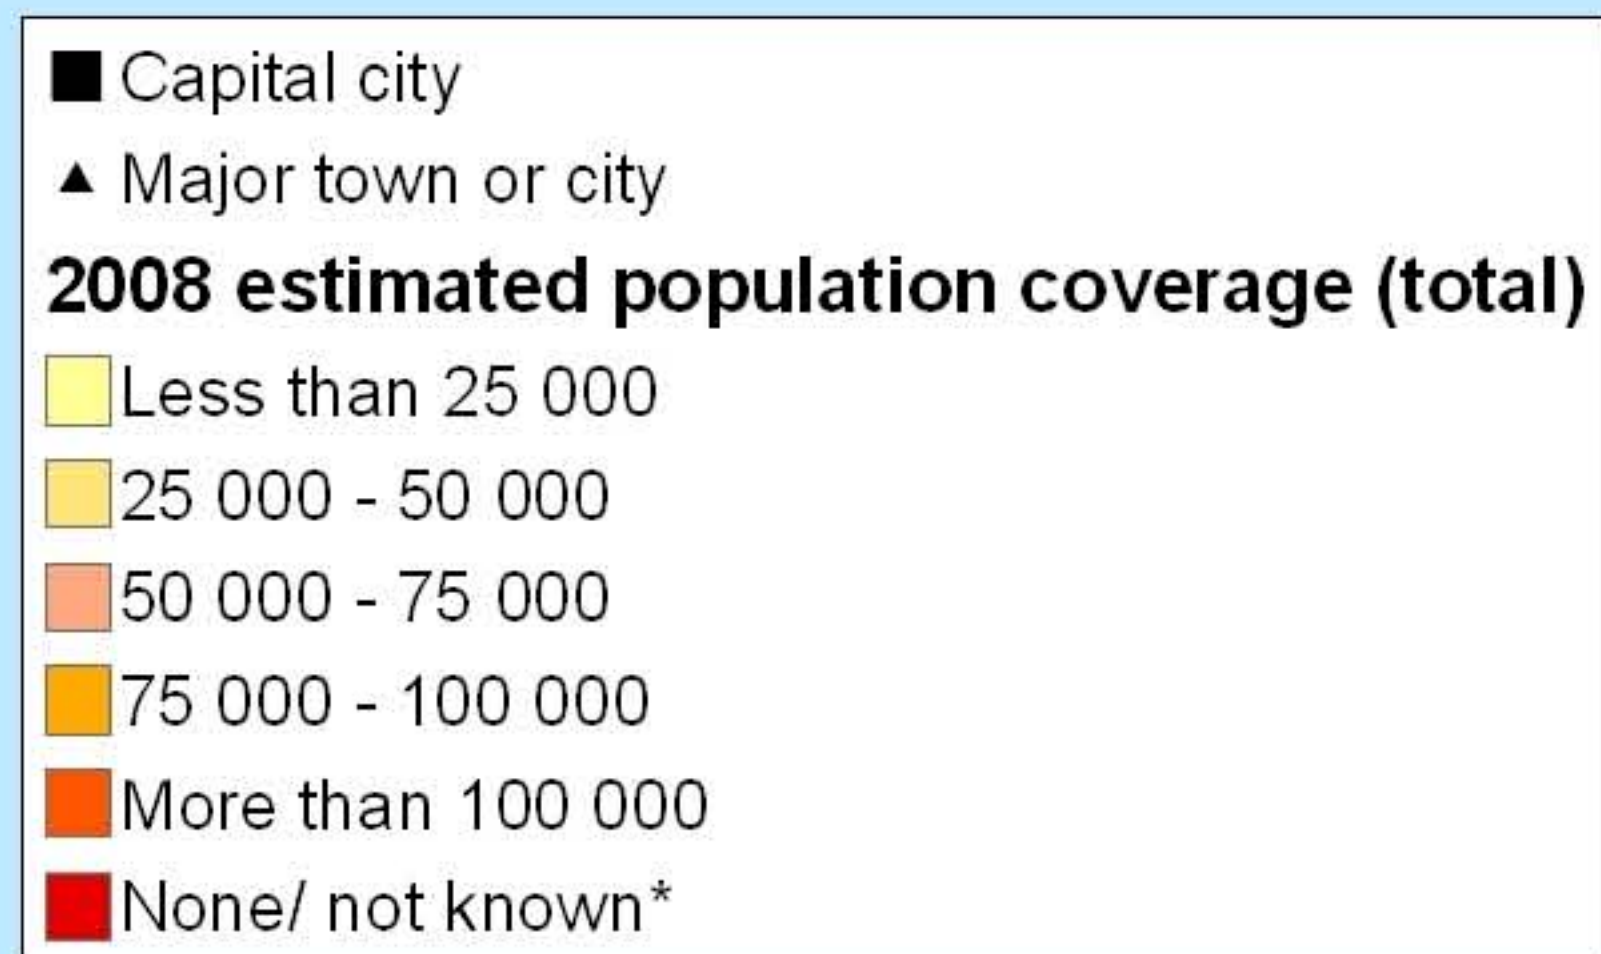 Capital city
Major town or city
2008 estimated population coverage (total)
Less than 25 000
25 000 - 50 000
50 000 - 75 000
75 000 - 100 000
More than 100 000
None/ not known*